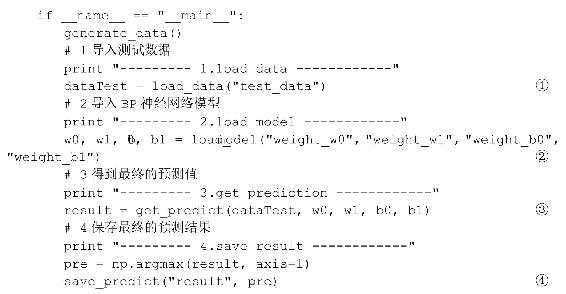 if __name__ == "__main__":
generate_data()
# 1 导入测试数据
print "--------- 1.load data ------------"
dataTest = load_data("test_data") ①
# 2 导入 BP 神经网络模型
print "--------- 2.load model ------------"
w0, w1, b0, b1 = loadmodel("weight_w0","weight_w1","weight_b0",
"weight_b1") ②
# 3 得到最终的预测值
print "--------- 3.get prediction ------------"
result = get_predict(dataTest, w0, w1, b0, b1) ③
# 4 保存最终的预测结果
print "--------- 4.save result ------------"
pre = np.argmax(result, axis=1)
save_predict("result", pre) ④